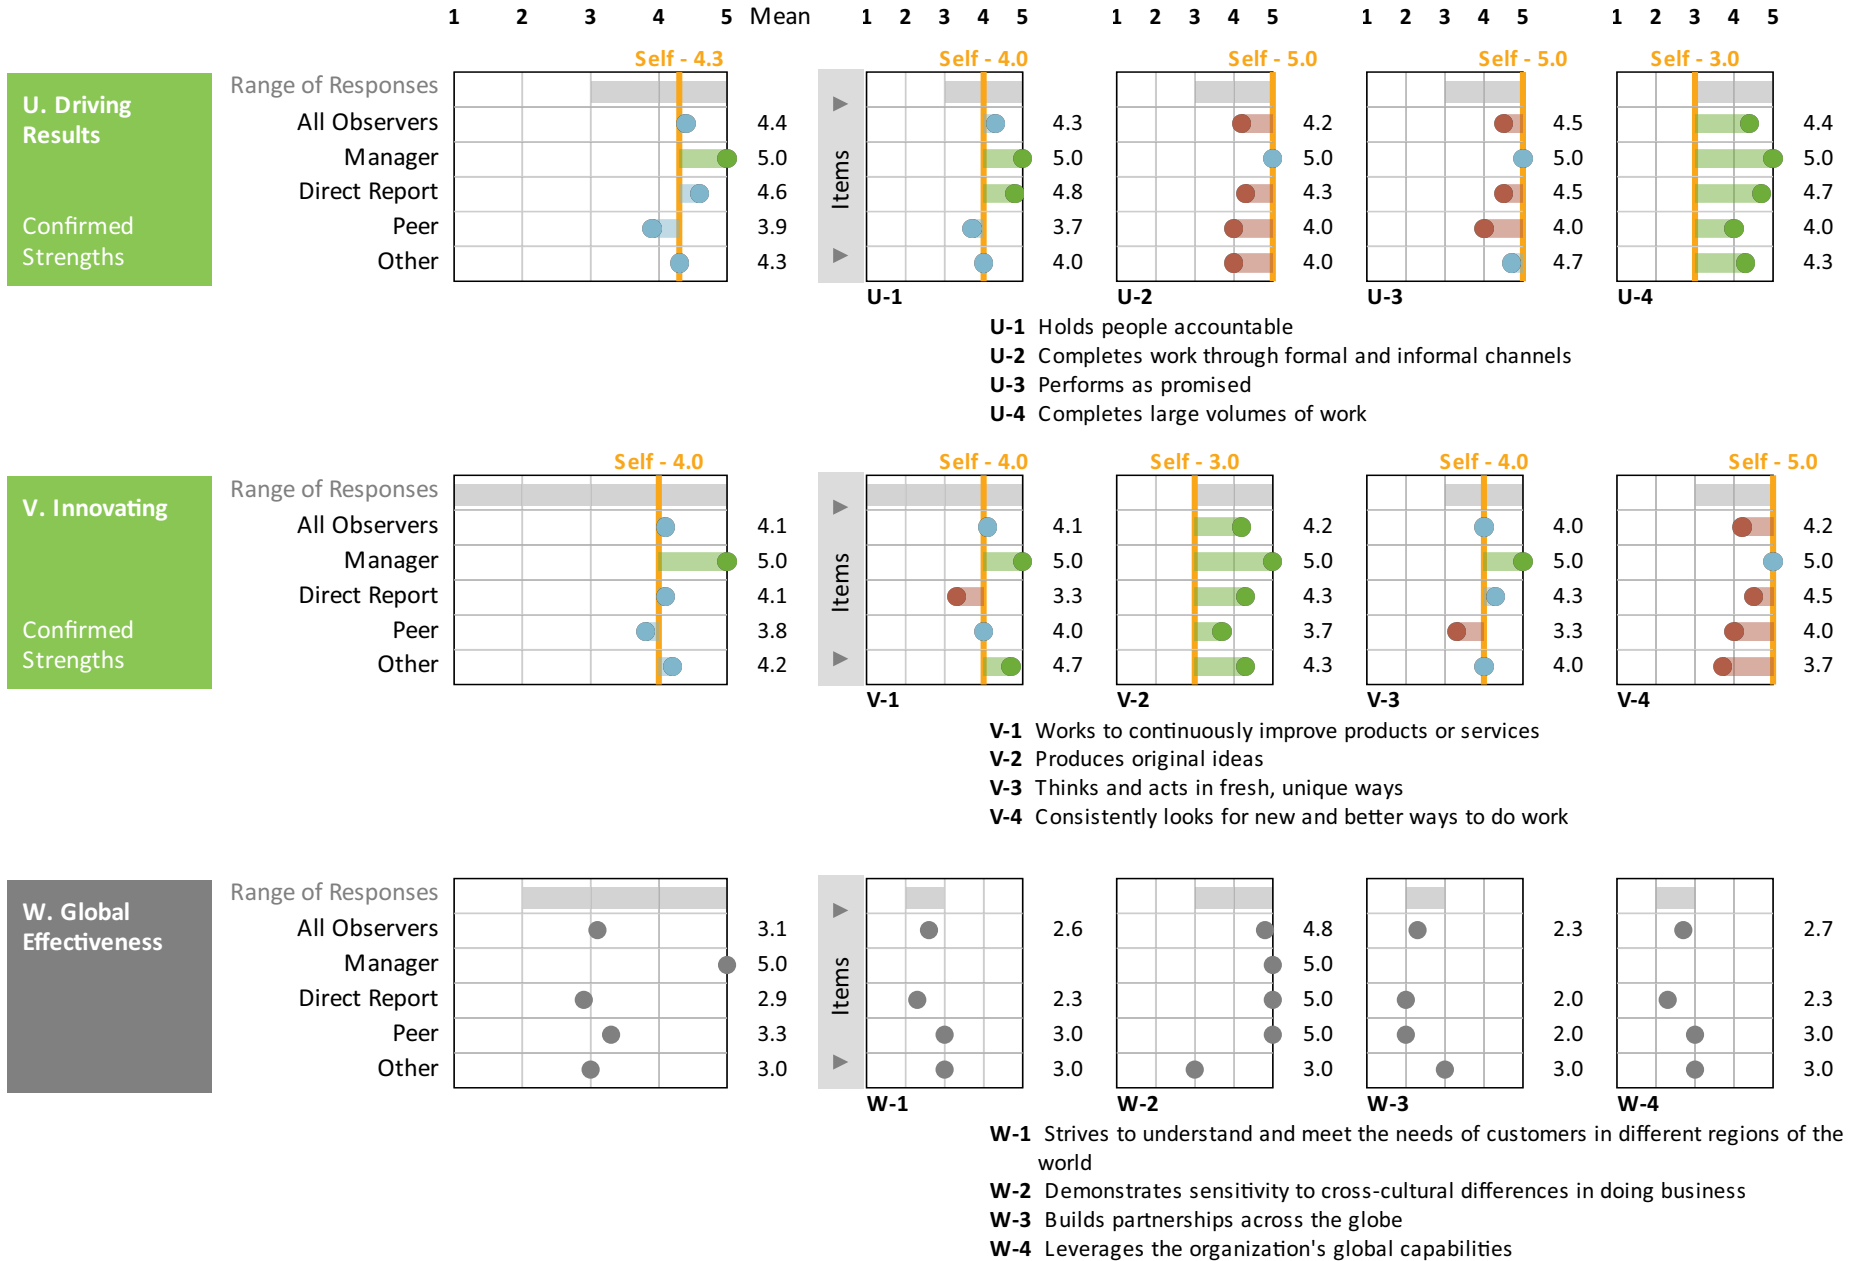 1 2 3 4 5 Mean 1 2 3 4 5 1 2 3 4 5 1 2 3 4 5 1 2 3 4 5
Self - 4.3 Self - 4.0 Self - 5.0 Self - 5.0 Self - 3.0
U. Driving
Results
Confirmed
Strengths
Range of Responses
All Observers 4.4 4.3 4.2 4.5 4.4
Manager 5.0 5.0 5.0 5.0 5.0
Direct Report 4.6 4.8 4.3 4.5 4.7
Peer 3.9 3.7 4.0 4.0 4.0
Other 4.3 4.0 4.0 4.7 4.3
Items
U-1 U-2 U-3 U-4
U-1 Holds people accountable
U-2 Completes work through formal and informal channels
U-3 Performs as promised
U-4 Completes large volumes of work
Self - 4.0 Self - 4.0 Self - 3.0 Self - 4.0 Self - 5.0
V. Innovating
Confirmed
Strengths
Range of Responses
All Observers 4.1 4.1 4.2 4.0 4.2
Manager 5.0 5.0 5.0 5.0 5.0
Direct Report 4.1 3.3 4.3 4.3 4.5
Peer 3.8 4.0 3.7 3.3 4.0
Other 4.2 4.7 4.3 4.0 3.7
Items
V-1 V-2 V-3 V-4
V-1 Works to continuously improve products or services
V-2 Produces original ideas
V-3 Thinks and acts in fresh, unique ways
V-4 Consistently looks for new and better ways to do work
W. Global
Effectiveness
Range of Responses
All Observers 3.1 2.6 4.8 2.3 2.7
Manager 5.0 5.0
Direct Report 2.9 2.3 5.0 2.0 2.3
Peer 3.3 3.0 5.0 2.0 3.0
Other 3.0 3.0 3.0 3.0 3.0
Items
W-1 W-2 W-3 W-4
W-1 Strives to understand and meet the needs of customers in different regions of the
world
W-2 Demonstrates sensitivity to cross-cultural differences in doing business
W-3 Builds partnerships across the globe
W-4 Leverages the organization's global capabilities